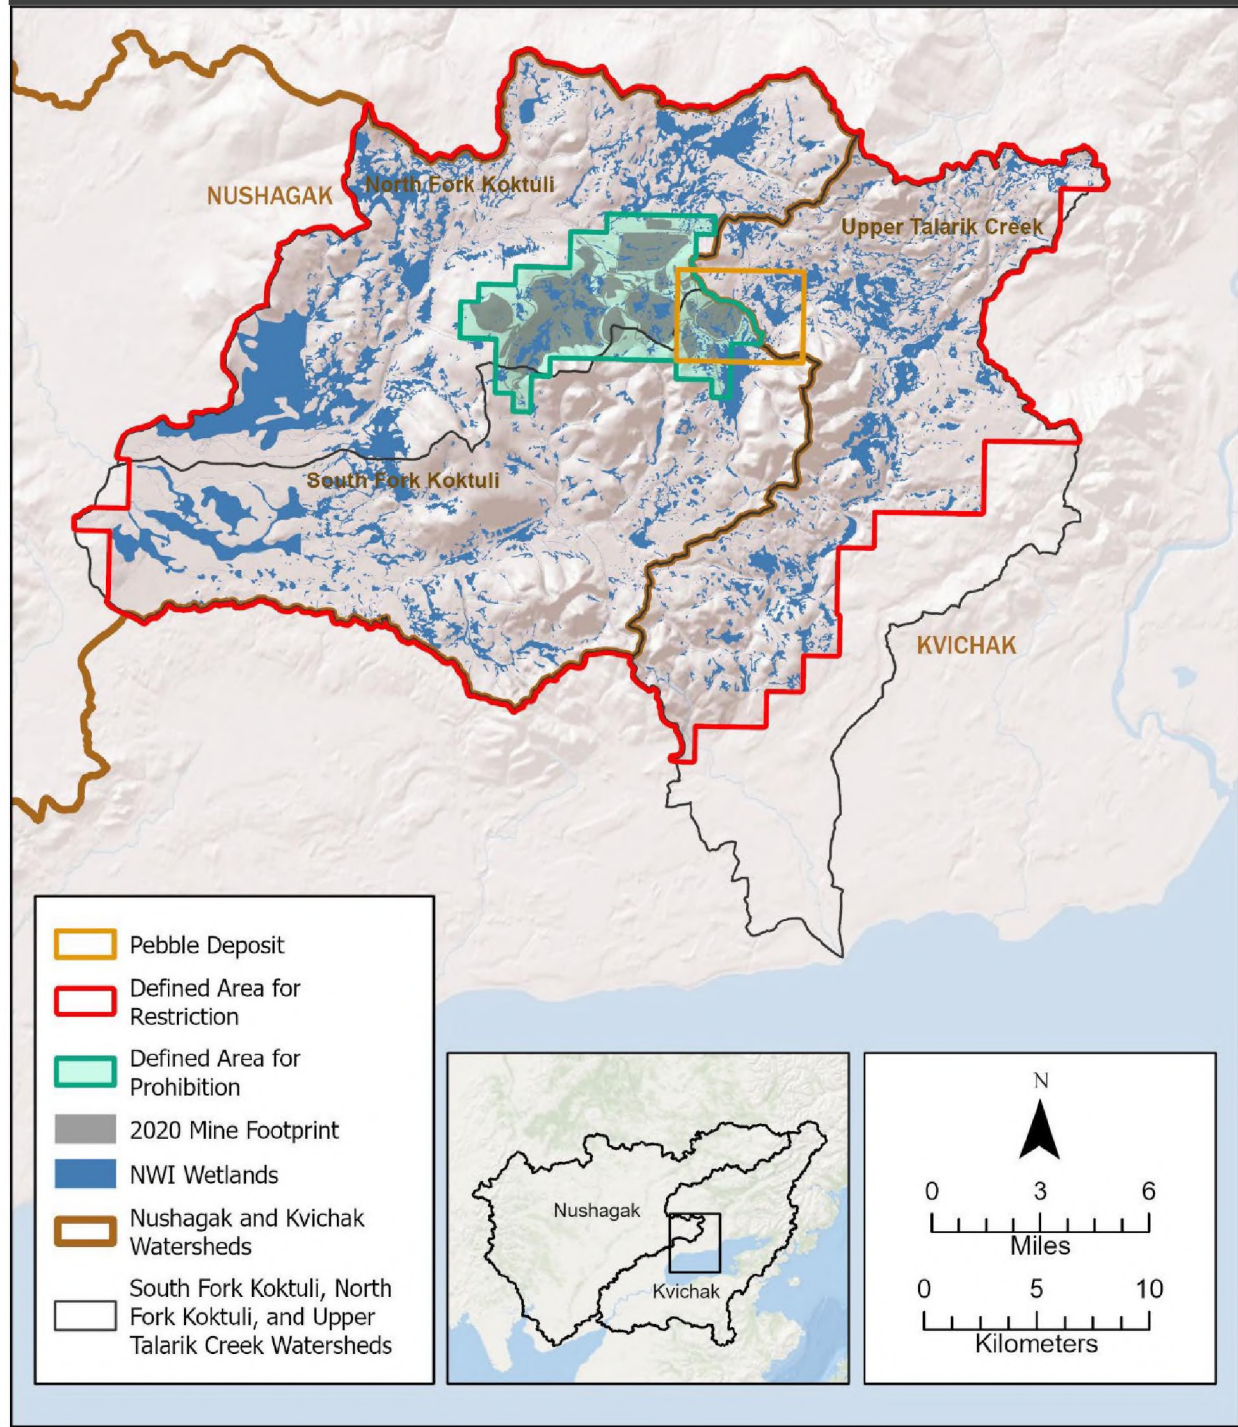 NUSHAGAK
North Fork Koktuli
Upper Talarik Creek
South Fork Koktuli
KVICHAK
Pebble Deposit
Defined Area for
Restriction
Defined Area for
Prohibition
2020 Mine Footprint
NWI Wetlands
Nushagak and Kvichak
Watersheds
South Fork Koktuli, North
Fork Koktuli, and Upper
Talarik Creek Watersheds
Nushagak
Kvichak
N
0 3 6
Miles
0 5 10
Kilometers